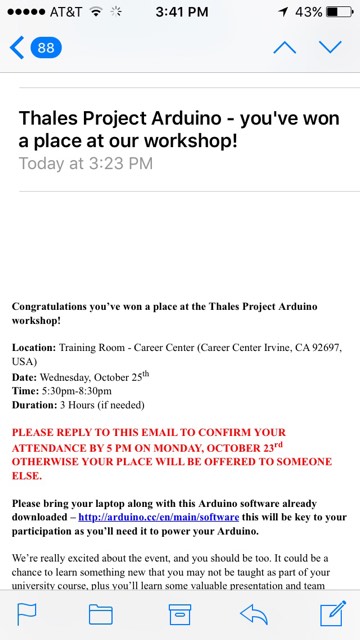 AT&T 3:41 PM 43%
88
Thales Project Arduino - you've won
a place at our workshop!
Today at 3:23 PM
Congratulations you've won a place at the Thales Project Arduino
workshop!
Location: Training Room - Career Center (Career Center Irvine, CA 92697,
USA)
Date: Wednesday, October 25th
Time: 5:30pm-8:30pm
Duration: 3 Hours (if needed)
PLEASE REPLY TO THIS EMAIL TO CONFIRM YOUR
ATTENDANCE BY 5 PM ON MONDAY, OCTOBER 23rd
OTHERWISE YOUR PLACE WILL BE OFFERED TO SOMEONE
ELSE.
Please bring your laptop along with this Arduino software already
downloaded – http://arduino.cc/en/main/software this will be key to your
participation as you'll need it to power your Arduino.
We're really excited about the event, and you should be too. It could be a
chance to learn something new that you may not be taught as part of your
university course, plus you'll learn some valuable presentation and team